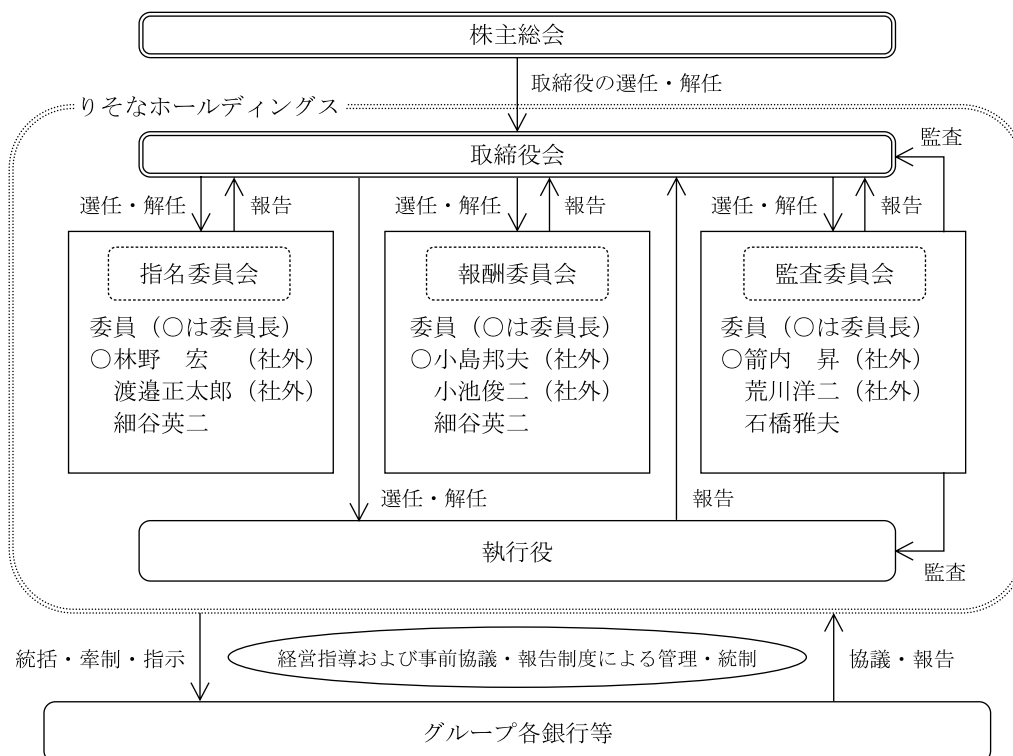 株主総会
取締役の選任・解任
りそなホールディングス
監査
取締役会
選任・解任
報告
選任・解任
報告
選任・解任
報告
指名委員会
委員（〇は委員長）
〇林野　宏　（社外）
渡邉正太郎（社外）
細谷英二
報酬委員会
委員（〇は委員長）
〇小島邦夫（社外）
小池俊二（社外）
細谷英二
監査委員会
委員（〇は委員長）
〇箭内　昇（社外）
荒川洋二（社外）
石橋雅夫
選任・解任
報告
執行役
監査
統括・牽制・指示
経営指導および事前協議・報告制度による管理・統制
協議・報告
グループ各銀行等